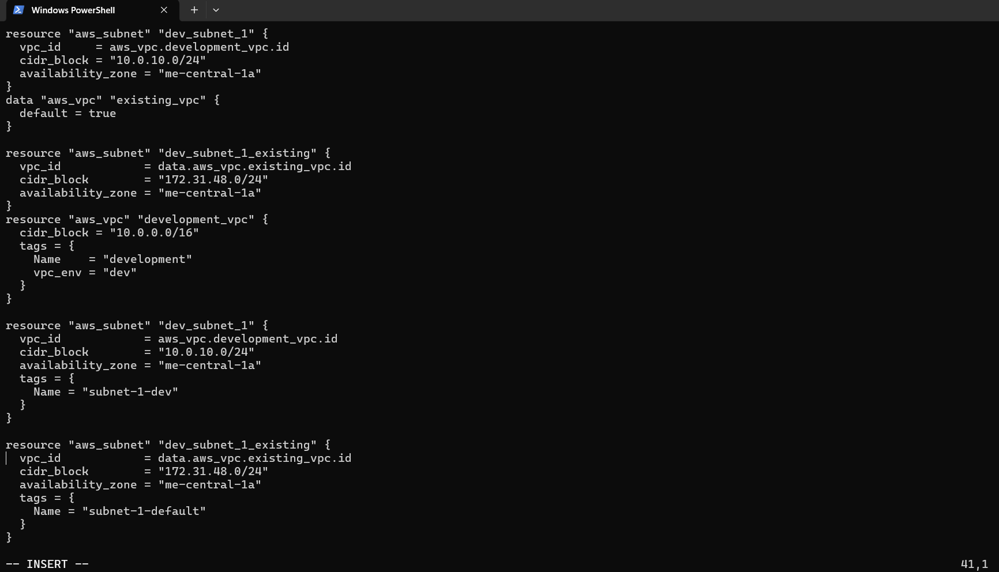 Windows PowerShell
resource "aws_subnet" "dev_subnet_1" {
  vpc_id     = aws_vpc.development_vpc.id
  cidr_block = "10.0.10.0/24"
  availability_zone = "me-central-1a"
}
data "aws_vpc" "existing_vpc" {
  default = true
}

resource "aws_subnet" "dev_subnet_1_existing" {
  vpc_id            = data.aws_vpc.existing_vpc.id
  cidr_block        = "172.31.48.0/24"
  availability_zone = "me-central-1a"
}
resource "aws_vpc" "development_vpc" {
  cidr_block = "10.0.0.0/16"
  tags = {
    Name    = "development"
    vpc_env = "dev"
  }
}

resource "aws_subnet" "dev_subnet_1" {
  vpc_id            = aws_vpc.development_vpc.id
  cidr_block        = "10.0.10.0/24"
  availability_zone = "me-central-1a"
  tags = {
    Name = "subnet-1-dev"
  }
}

resource "aws_subnet" "dev_subnet_1_existing" {
  vpc_id            = data.aws_vpc.existing_vpc.id
  cidr_block        = "172.31.48.0/24"
  availability_zone = "me-central-1a"
  tags = {
    Name = "subnet-1-default"
  }
}

-- INSERT -- 41,1